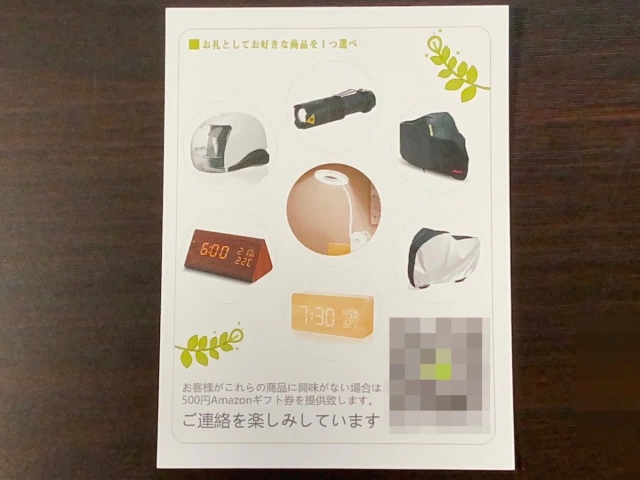 お礼としてお好きな商品を１つ選べ
6:00
21
22℃
7:30
32℃
お客様がこれらの商品に興味がない場合は
500円Amazonギフト券を提供致します。
ご連絡を楽しみしています